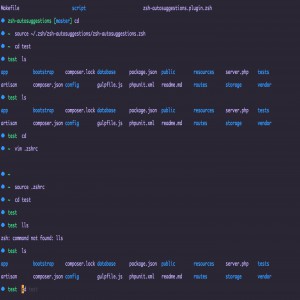 Makefile script zsh-autosuggestions.plugin.zsh
zsh-autosuggestions [master] cd
~ source ~/.zsh/zsh-autosuggestions/zsh-autosuggestions.zsh
~ cd test
test ls
app bootstrap composer.lock database package.json public resources server.php tests
artisan composer.json config gulpfile.js phpunit.xml readme.md routes storage vendor
test ls
app bootstrap composer.lock database package.json public resources server.php tests
artisan composer.json config gulpfile.js phpunit.xml readme.md routes storage vendor
test cd
~ vim .zshrc
~
~ source .zshrc
~ cd test
test
test lls
zsh: command not found: lls
test ls
app bootstrap composer.lock database package.json public resources server.php tests
artisan composer.json config gulpfile.js phpunit.xml readme.md routes storage vendor
test